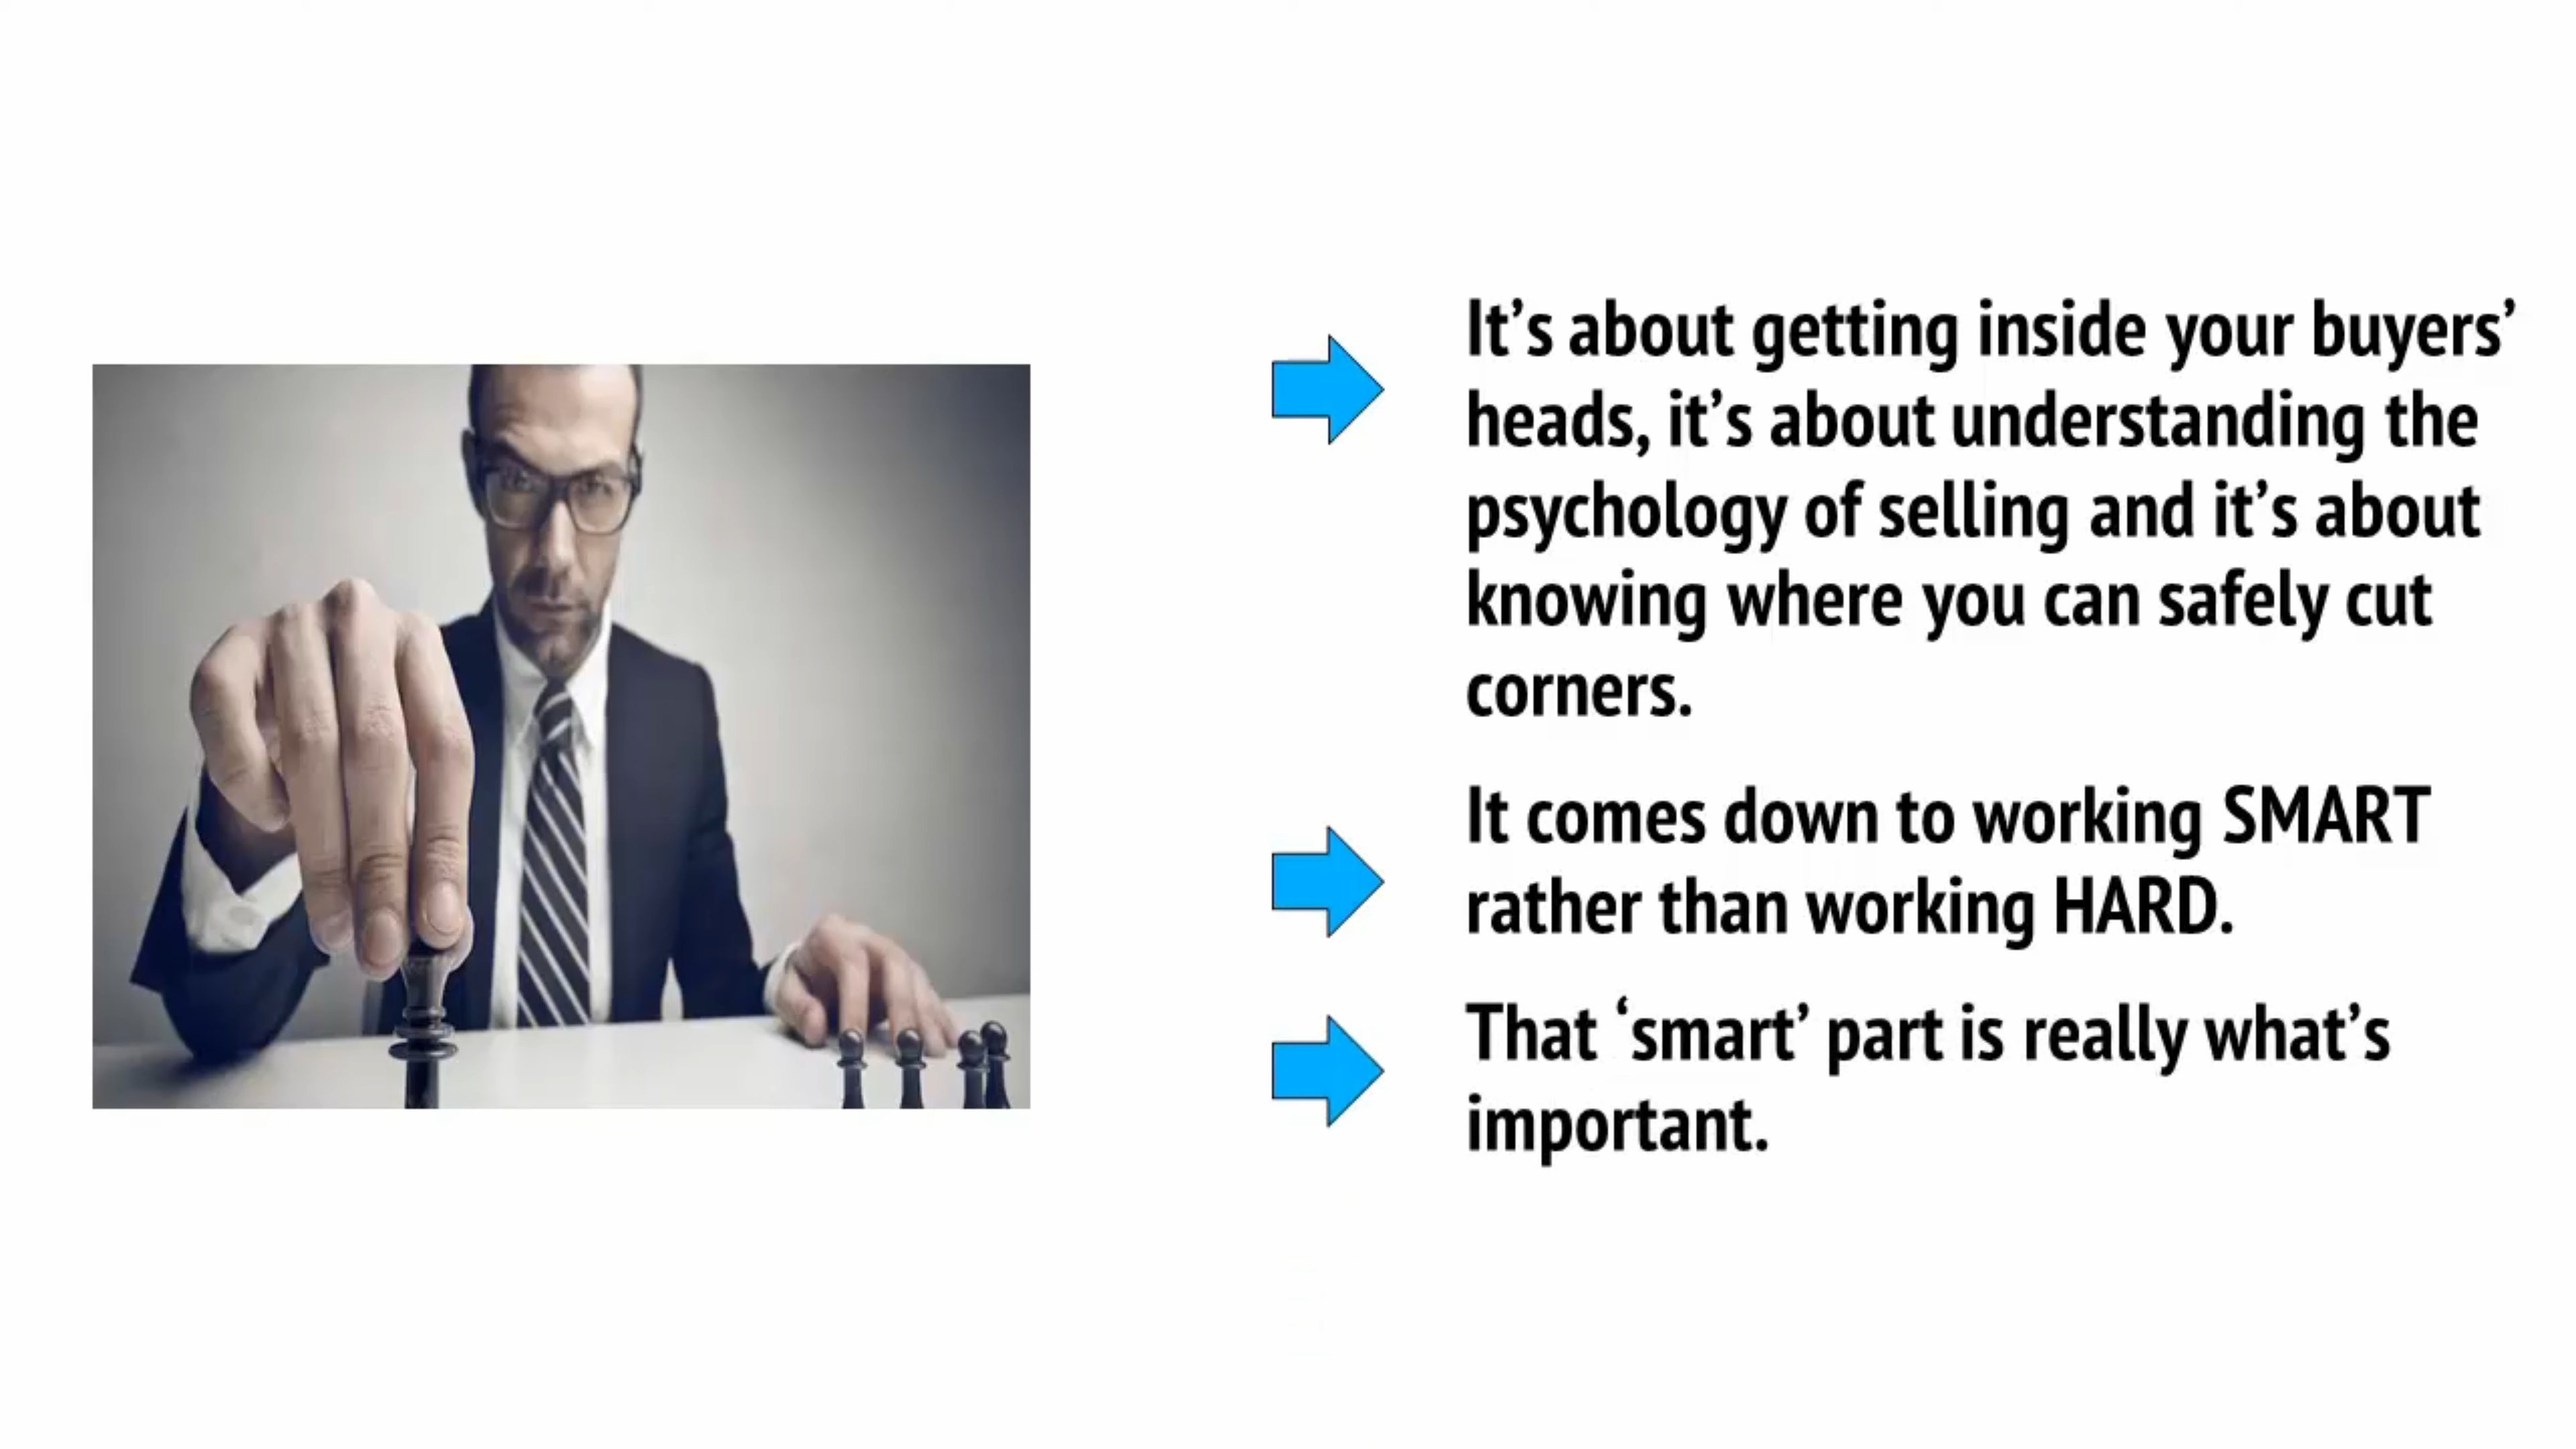 It’s about getting inside your buyers’
heads, it’s about understanding the
psychology of selling and it’s about
knowing where you can safely cut
corners.
It comes down to working SMART
rather than working HARD.
That ‘smart’ part is really what’s
important.